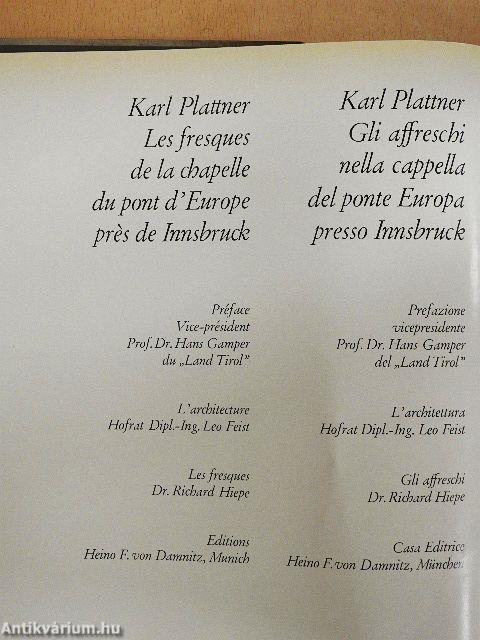 Karl Plattner
Les fresques
de la chapelle
du pont d'Europe
près de Innsbruck
Préface
Vice-président
Prof. Dr. Hans Gamper
du „Land Tirol”
L'architecture
Hofrat Dipl.-Ing. Leo Feist
Les fresques
Dr. Richard Hiepe
Editions
Heino F. von Damnitz, Munich
Karl Plattner
Gli affreschi
nella cappella
del ponte Europa
presso Innsbruck
Prefazione
vicepresidente
Prof. Dr. Hans Gamper
del „Land Tirol”
L'architettura
Hofrat Dipl.-Ing. Leo Feist
Gli affreschi
Dr. Richard Hiepe
Casa Editrice
Heino F. von Damnitz, München
Antikvárium.hu